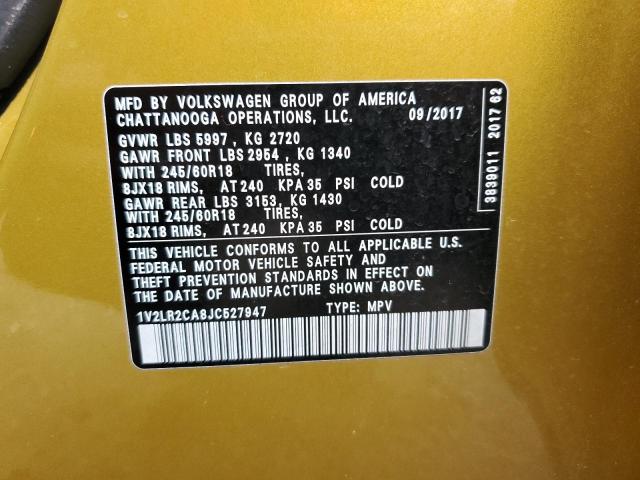 MFD BY VOLKSWAGEN GROUP OF AMERICA
CHATTANOOGA OPERATIONS, LLC. 09/2017
GVWR LBS 5997 , KG 2720
GAWR FRONT LBS 2954 , KG 1340
WITH 245/60R18 TIRES,
8JX18 RIMS, AT 240 KPA 35 PSI COLD
GAWR REAR LBS 3153, KG 1430
WITH 245/60R18 TIRES,
8JX18 RIMS, AT 240 KPA 35 PSI COLD
THIS VEHICLE CONFORMS TO ALL APPLICABLE U.S.
FEDERAL MOTOR VEHICLE SAFETY AND
THEFT PREVENTION STANDARDS IN EFFECT ON
THE DATE OF MANUFACTURE SHOWN ABOVE.
1V2LR2CA8JC527947 TYPE: MPV
3839011 2017 62